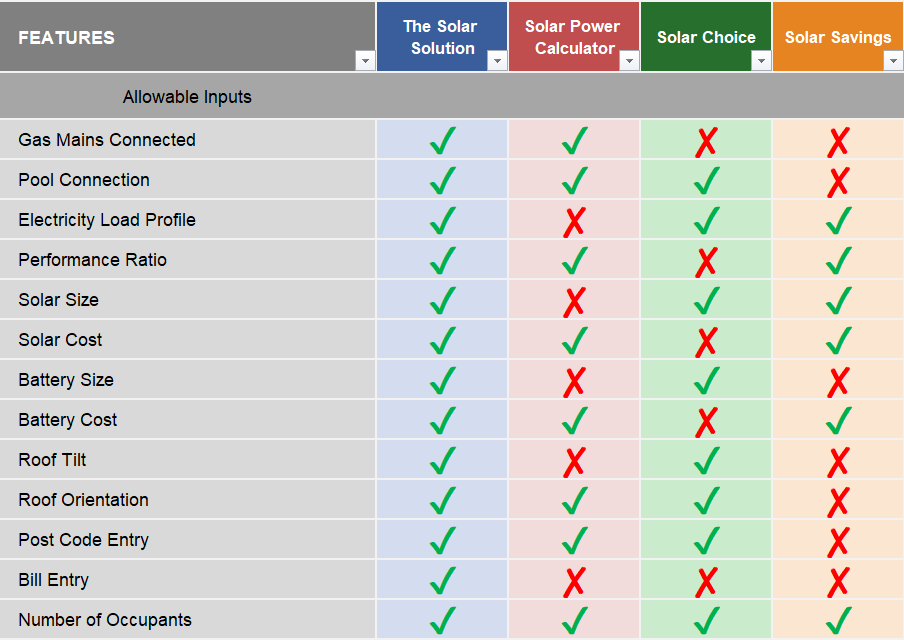 FEATURES
The Solar
Solution
Solar Power
Calculator
Solar Choice
Solar Savings
Allowable Inputs
Gas Mains Connected ✓ ✓ ✗ ✗
Pool Connection ✓ ✓ ✓ ✗
Electricity Load Profile ✓ ✗ ✓ ✓
Performance Ratio ✓ ✓ ✗ ✓
Solar Size ✓ ✗ ✓ ✓
Solar Cost ✓ ✓ ✗ ✓
Battery Size ✓ ✗ ✓ ✗
Battery Cost ✓ ✓ ✗ ✓
Roof Tilt ✓ ✗ ✓ ✗
Roof Orientation ✓ ✓ ✓ ✗
Post Code Entry ✓ ✓ ✓ ✗
Bill Entry ✓ ✗ ✗ ✗
Number of Occupants ✓ ✓ ✓ ✓